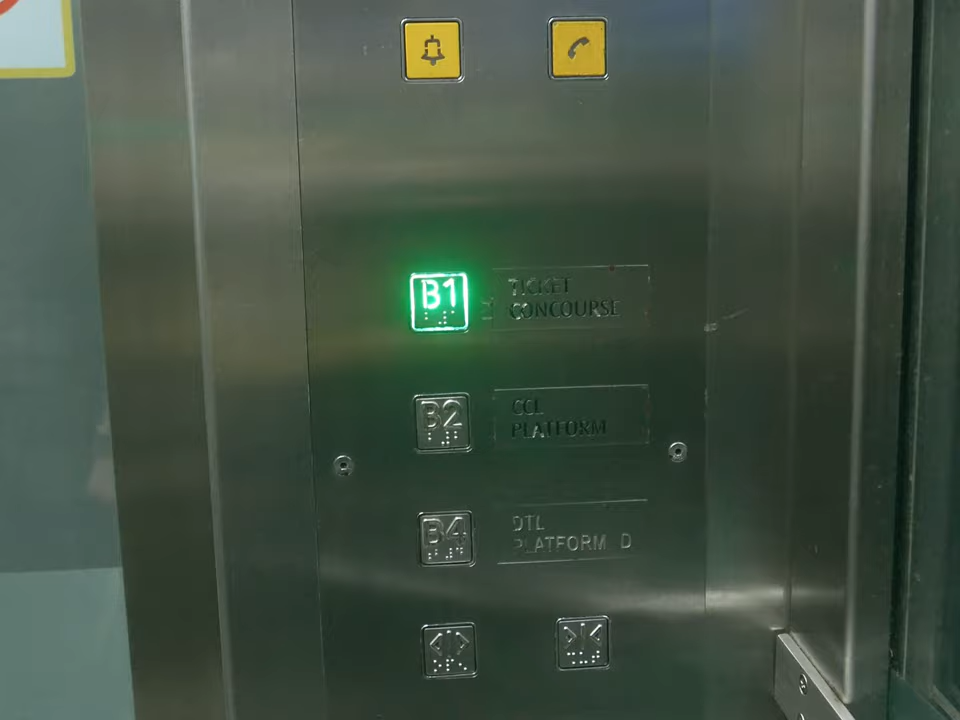 B1
TICKET
CONCOURSE
B2
CCL
PLATFORM
B4
DTL
PLATFORM D